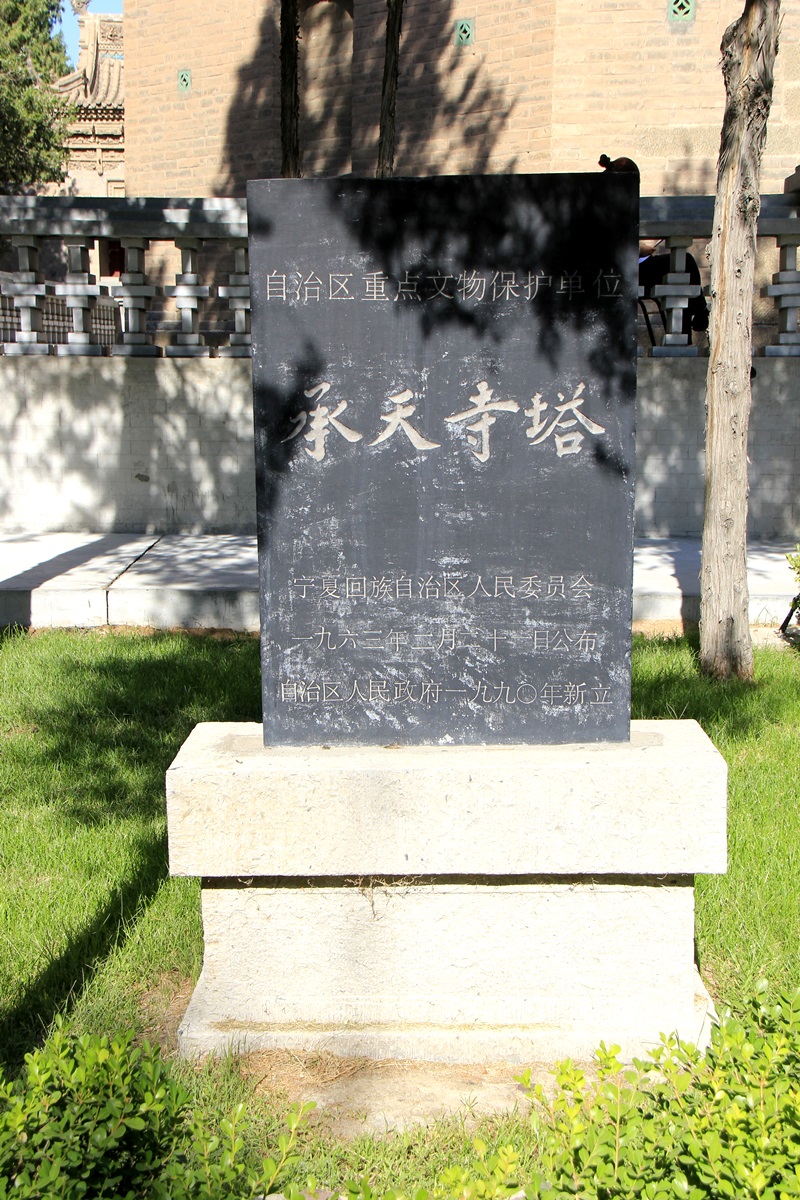 自治区重点文物保护单位
承天寺塔
宁夏回族自治区人民委员会
一九六三年二月二十一日公布
自治区人民政府一九九〇年新立